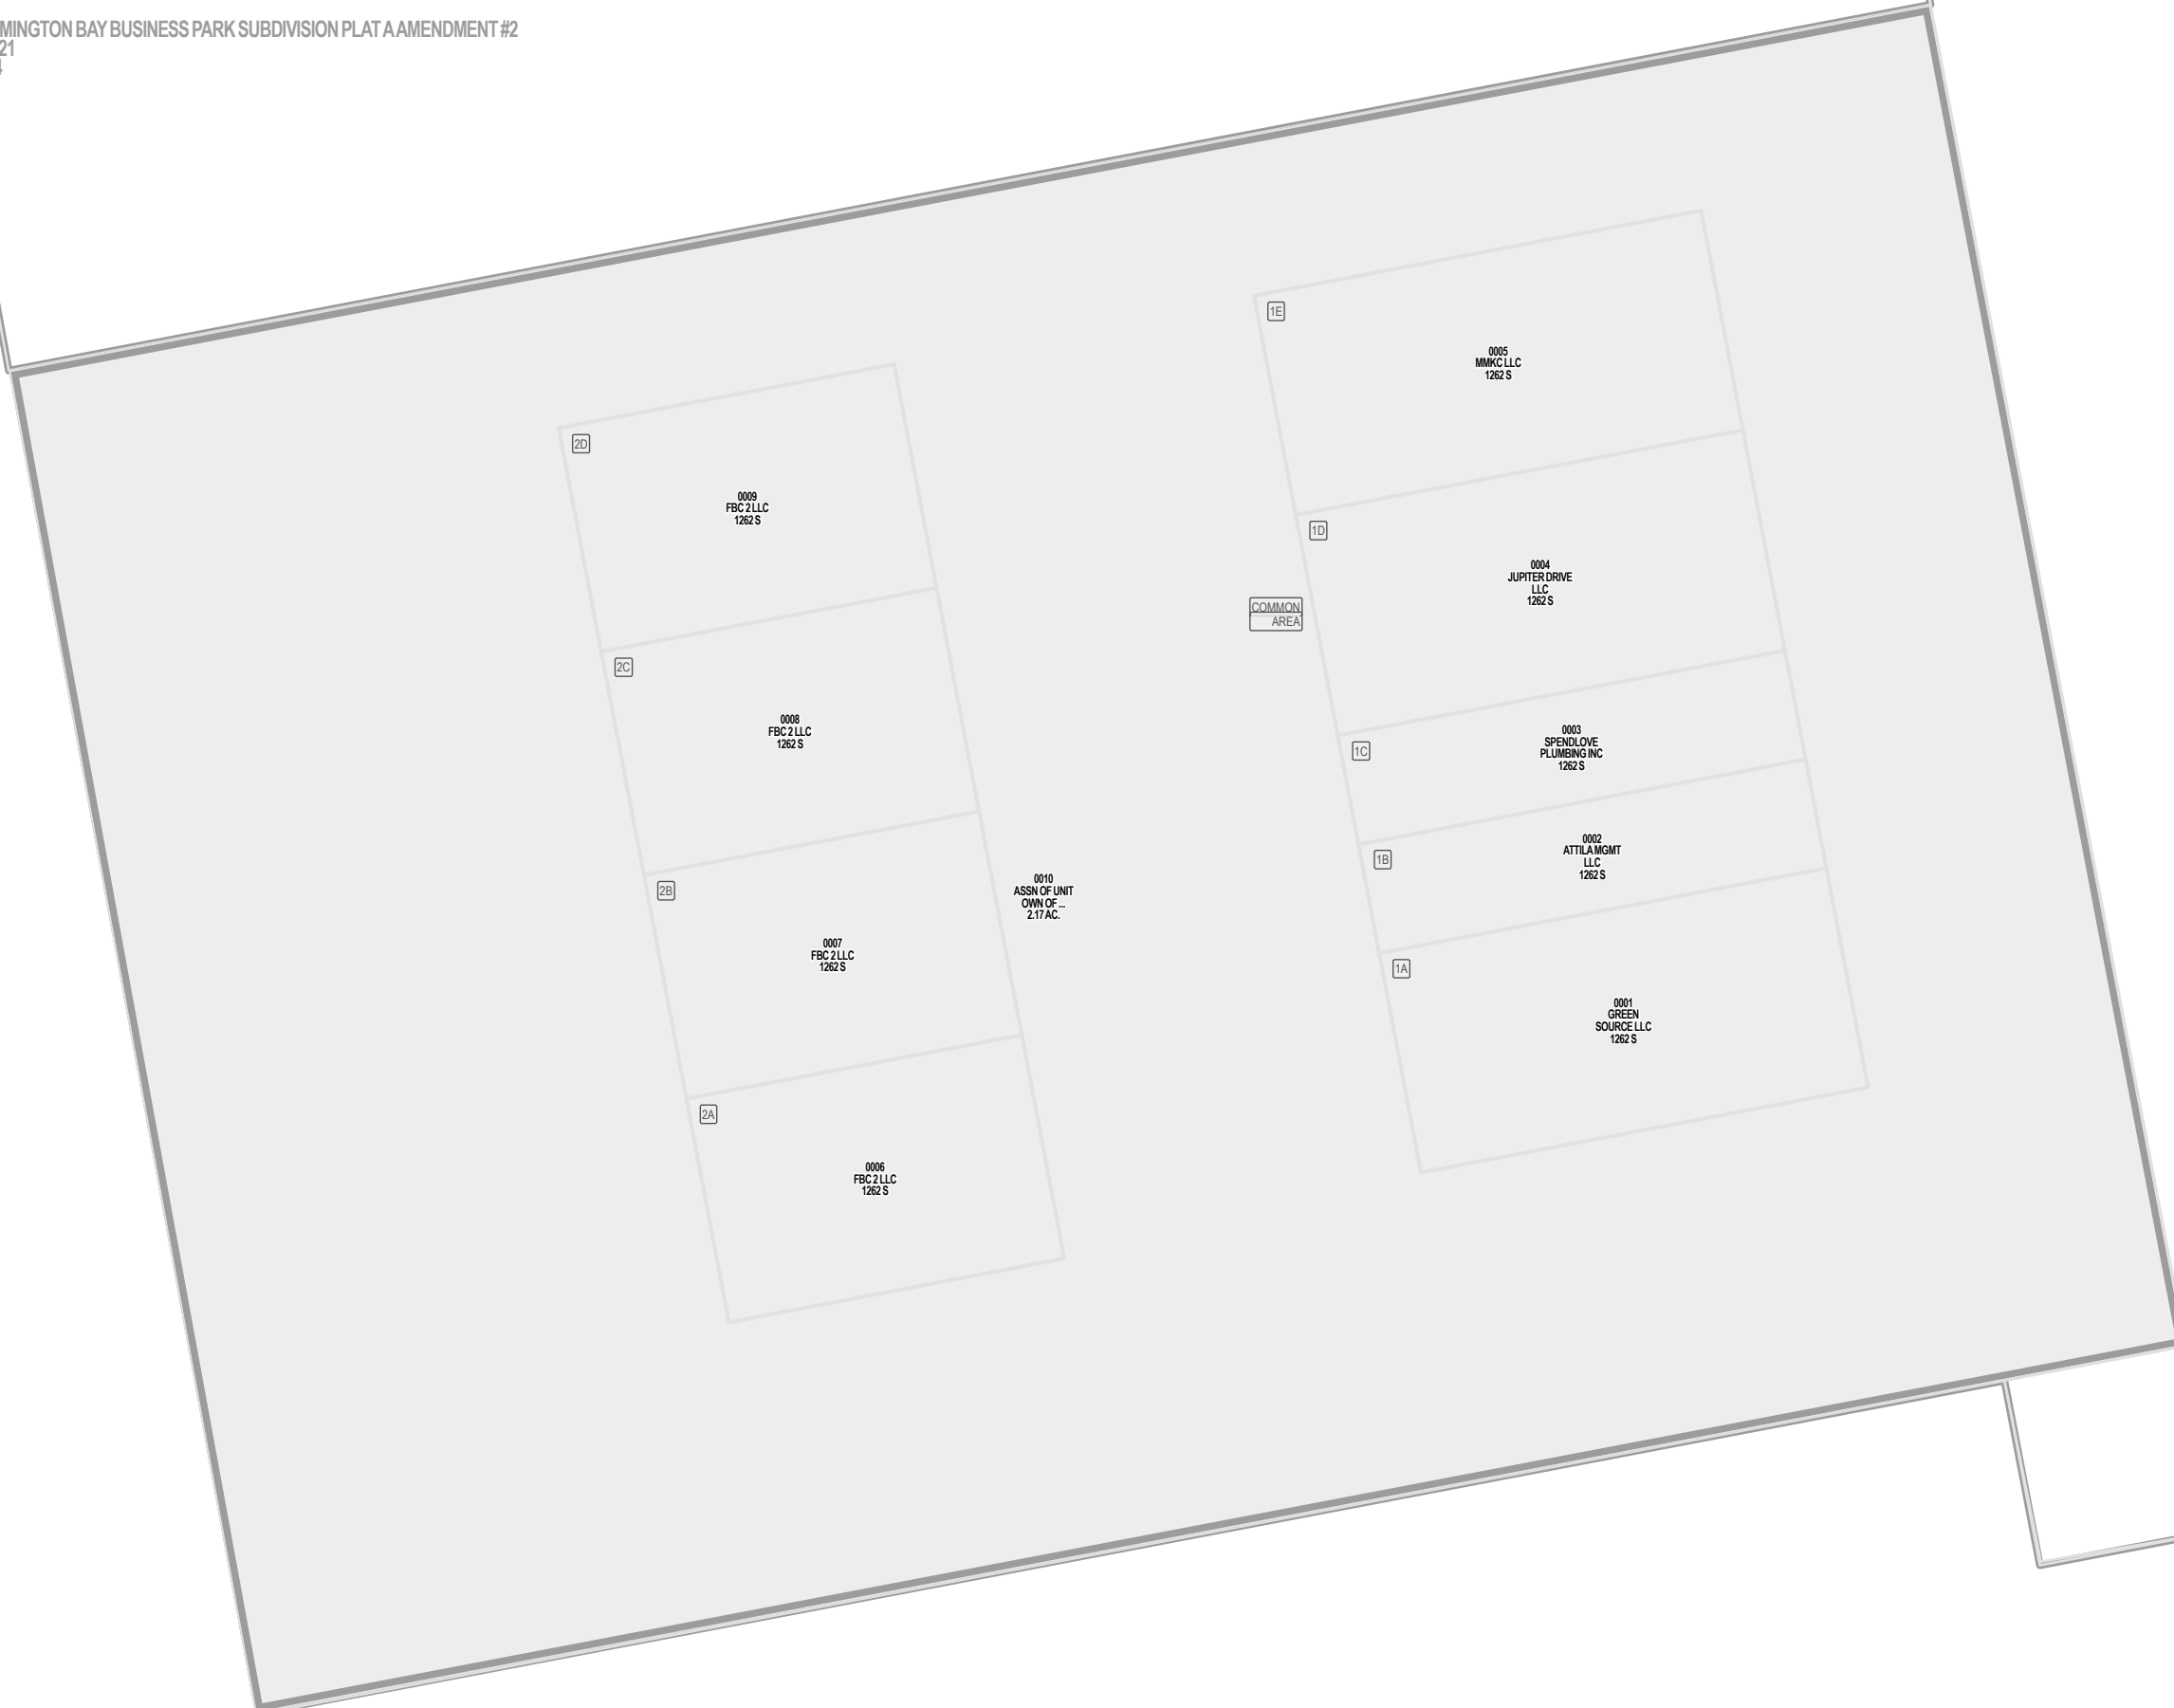 MINGTON BAY BUSINESS PARK SUBDIVISION PLAT A AMENDMENT #2
21
1E
0005
MMKC LLC
1262 S
2D
0009
FBC 2 LLC
1262 S
1D
0004
JUPITER DRIVE
LLC
1262 S
COMMON
AREA
2C
0008
FBC 2 LLC
1262 S
1C
0003
SPENDLOVE
PLUMBING INC
1262 S
1B
0002
ATTILA MGMT
LLC
1262 S
2B
0010
ASSN OF UNIT
OWN OF ...
2.17 AC.
0007
FBC 2 LLC
1262 S
1A
0001
GREEN
SOURCE LLC
1262 S
2A
0006
FBC 2 LLC
1262 S